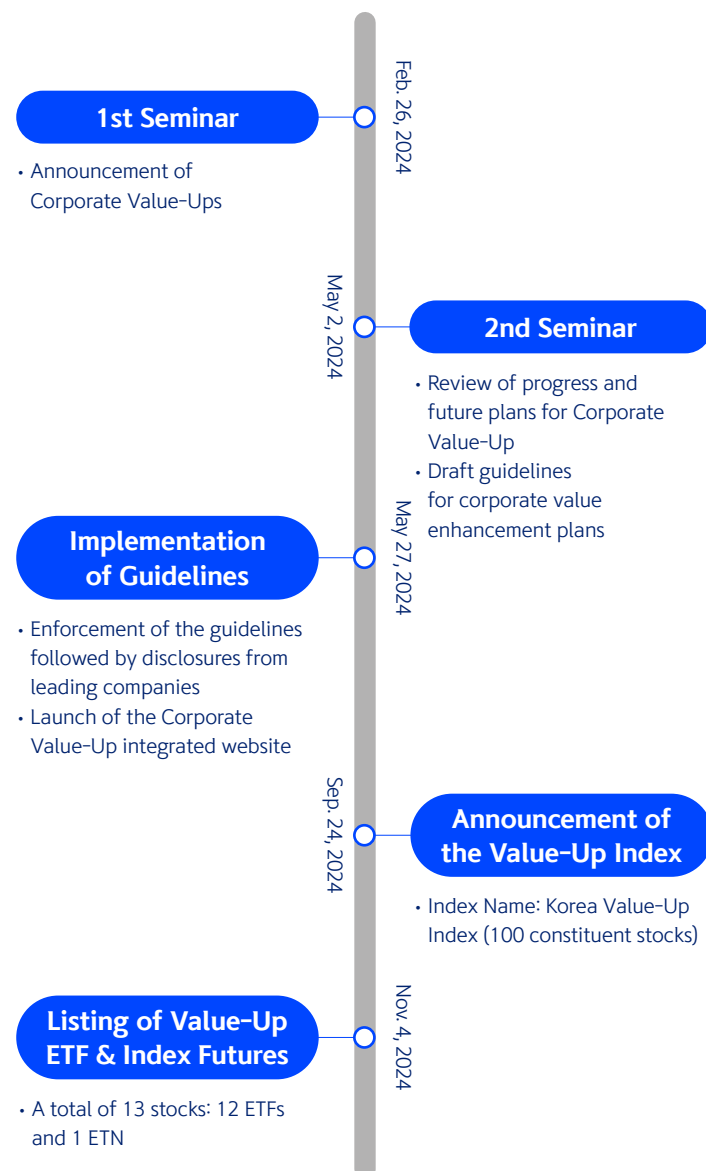 Feb. 26, 2024
1st Seminar
• Announcement of
Corporate Value-Ups
May 2, 2024
2nd Seminar
• Review of progress and
future plans for Corporate
Value-Up
• Draft guidelines
for corporate value
enhancement plans
May 27, 2024
Implementation
of Guidelines
• Enforcement of the guidelines
followed by disclosures from
leading companies
• Launch of the Corporate
Value-Up integrated website
Sep. 24, 2024
Announcement of
the Value-Up Index
• Index Name: Korea Value-Up
Index (100 constituent stocks)
Nov. 4, 2024
Listing of Value-Up
ETF & Index Futures
• A total of 13 stocks: 12 ETFs
and 1 ETN